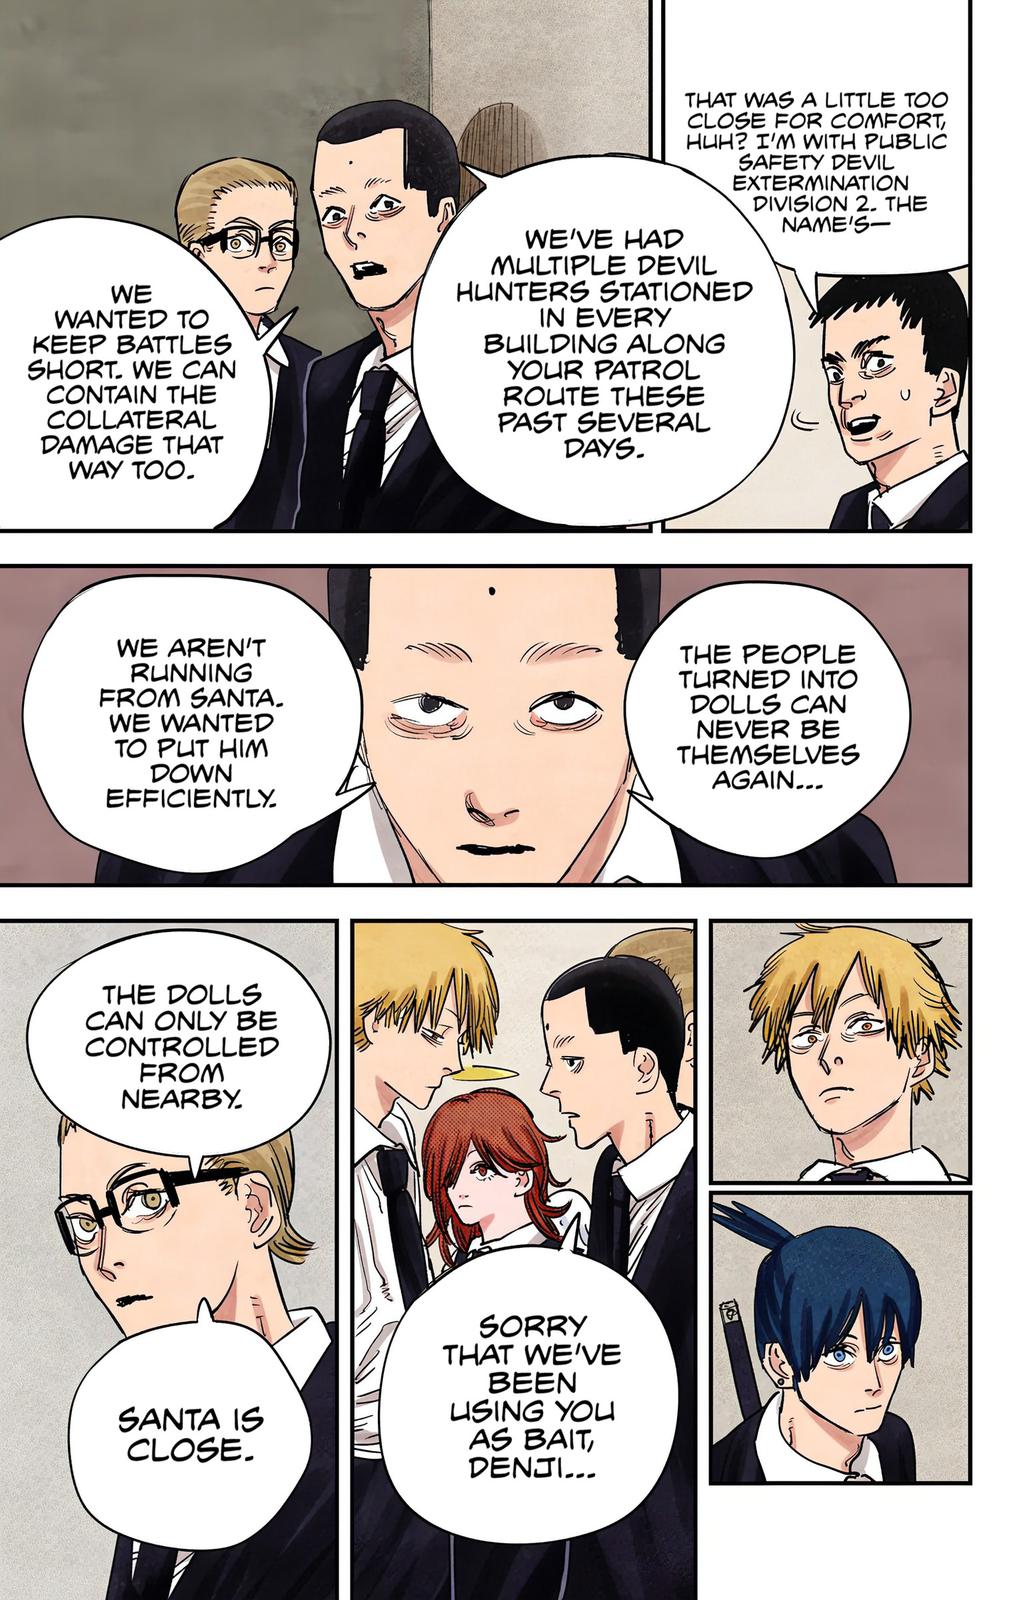 THAT WAS A LITTLE TOO
CLOSE FOR COMFORT,
HUH? I'M WITH PUBLIC
SAFETY DEVIL
EXTERMINATION
DIVISION 2. THE
NAME'S—
WE'VE HAD
MULTIPLE DEVIL
HUNTERS STATIONED
IN EVERY
BUILDING ALONG
YOUR PATROL
ROUTE THESE
PAST SEVERAL
DAYS.
WE
WANTED TO
KEEP BATTLES
SHORT. WE CAN
CONTAIN THE
COLLATERAL
DAMAGE THAT
WAY TOO.
THE PEOPLE
TURNED INTO
DOLLS CAN
NEVER BE
THEMSELVES
AGAIN...
WE AREN'T
RUNNING
FROM SANTA.
WE WANTED
TO PUT HIM
DOWN
EFFICIENTLY.
SORRY
THAT WE'VE
BEEN
USING YOU
AS BAIT,
DENJI...
THE DOLLS
CAN ONLY BE
CONTROLLED
FROM
NEARBY.
SANTA IS
CLOSE.